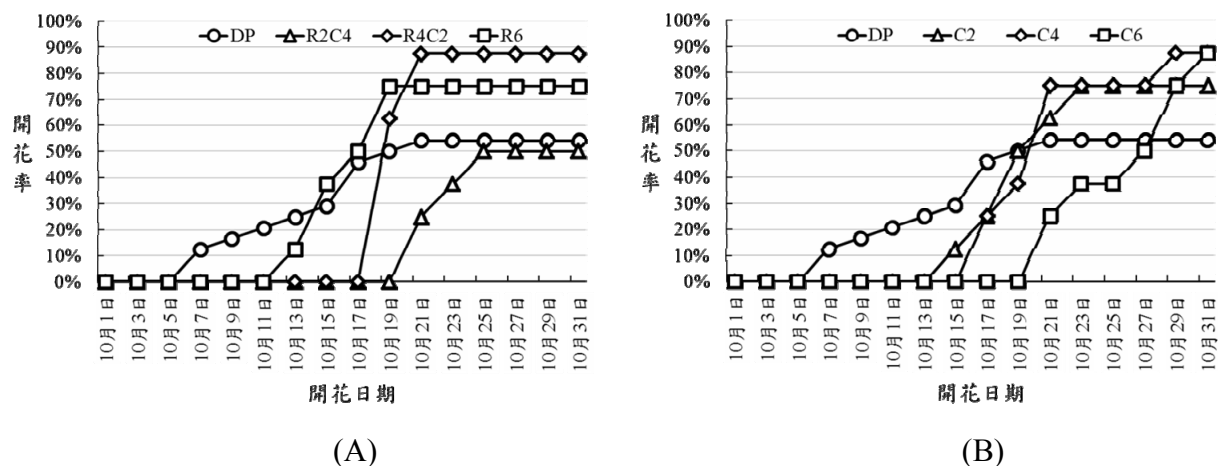 100%
90%
80%
70%
60%
50%
40%
30%
20%
10%
0%
DP R2C4 R4C2 R6
開花率
10月1日
10月3日
10月5日
10月7日
10月9日
10月11日
10月13日
10月15日
10月17日
10月19日
10月21日
10月23日
10月25日
10月27日
10月29日
10月31日
開花日期
(A)
100%
90%
80%
70%
60%
50%
40%
30%
20%
10%
0%
DP C2 C4 C6
開花率
10月1日
10月3日
10月5日
10月7日
10月9日
10月11日
10月13日
10月15日
10月17日
10月19日
10月21日
10月23日
10月25日
10月27日
10月29日
10月31日
開花日期
(B)